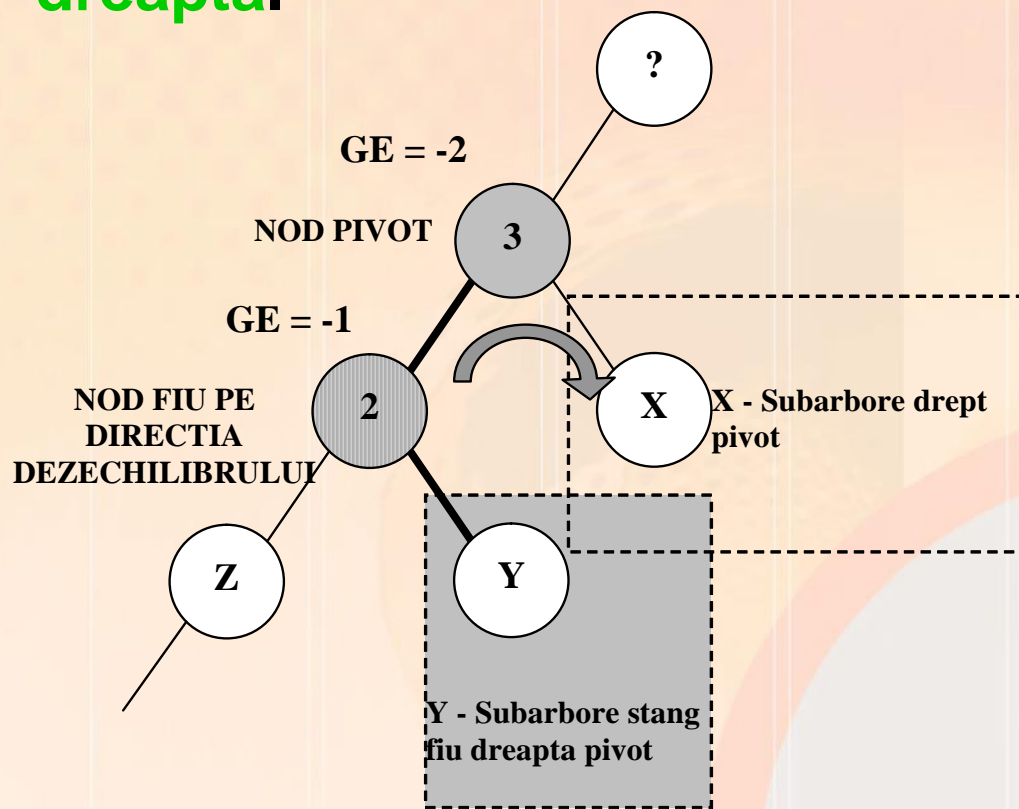 dreapta.
?
GE = -2
NOD PIVOT
3
GE = -1
NOD FIU PE
DIRECTIA
DEZECHILIBRULUI
2
X
X - Subarbore drept
pivot
Z
Y
Y - Subarbore stang
fiu dreapta pivot